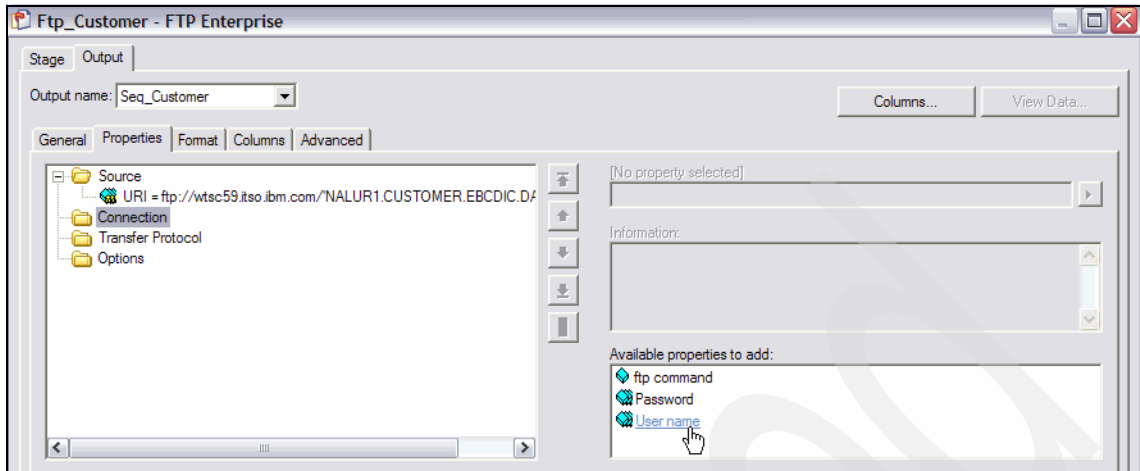 Ftp_Customer - FTP Enterprise
Stage Output
Output name: Seq_Customer
Columns... View Data...
General Properties Format Columns Advanced
Source
URI = ftp://wtsc59.itso.ibm.com/'NALUR1.CUSTOMER.EBCDIC.DA
Connection
Transfer Protocol
Options
[No property selected]
Information:
Available properties to add:
ftp command
Password
User name